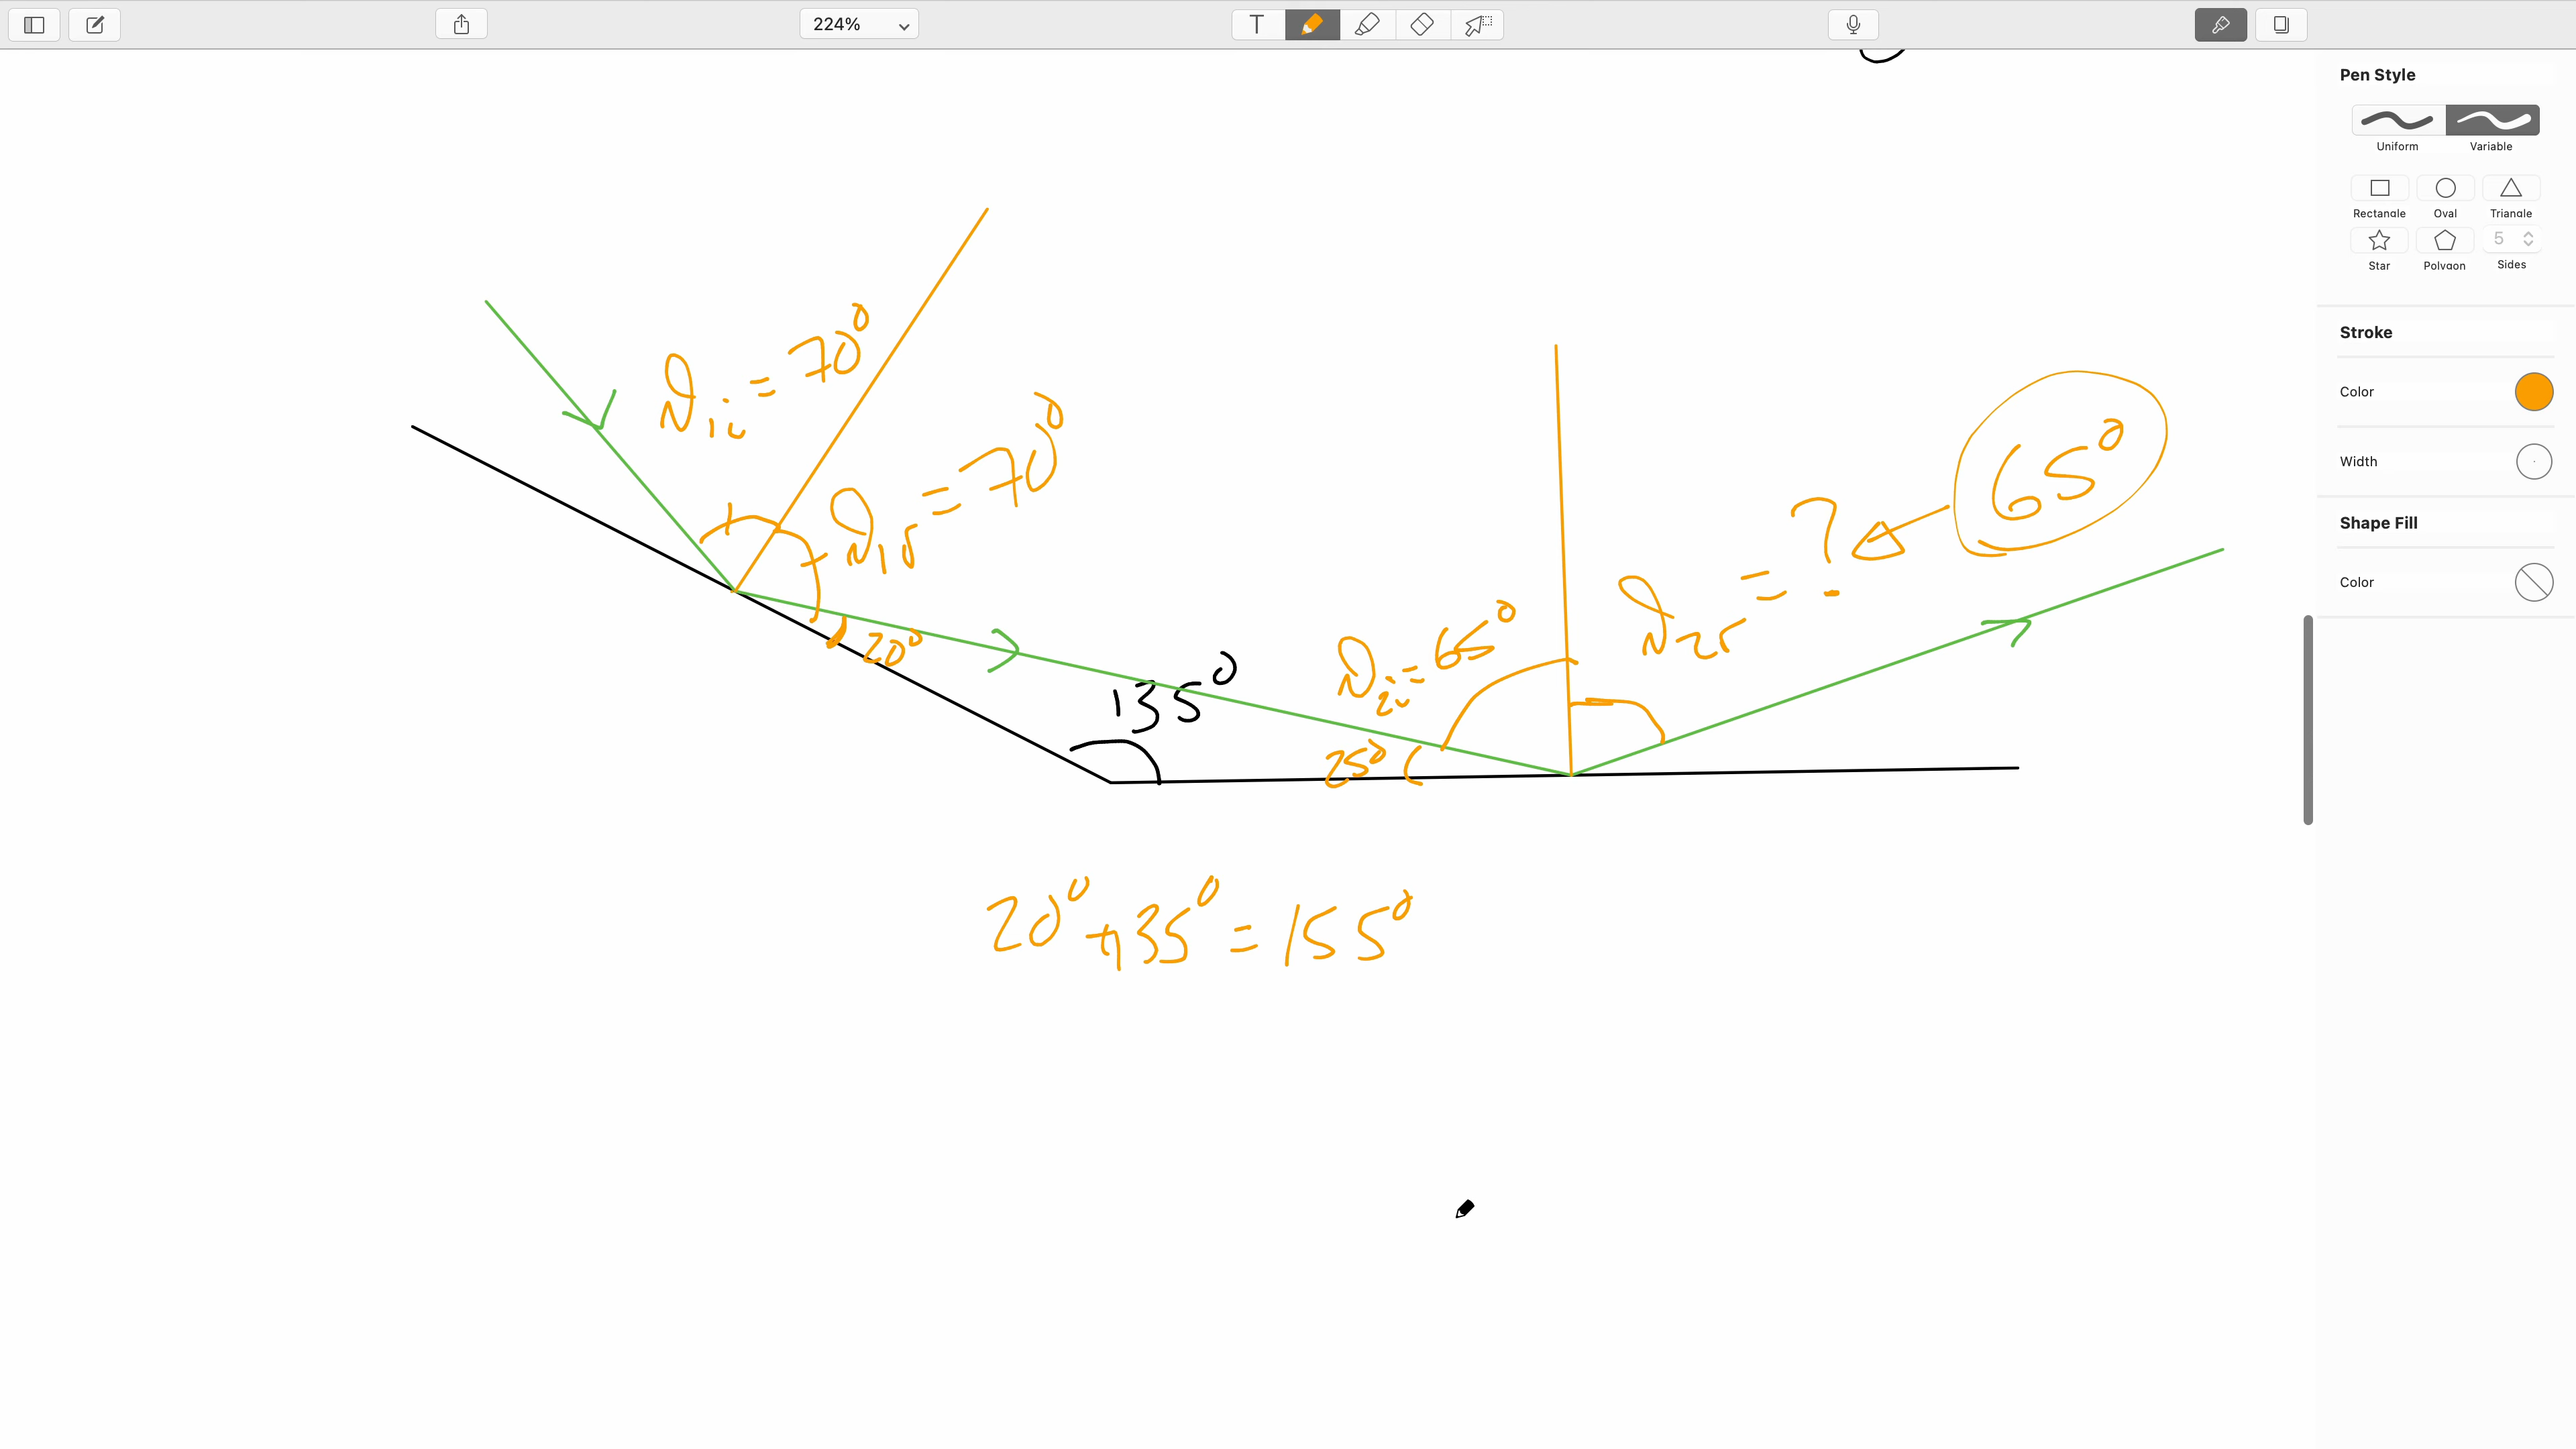 224%
T
Pen Style
Uniform
Variable
Rectangle
Oval
Triangle
5
Star
Polygon
Sides
Stroke
Color
Width
Shape Fill
Color
θ1i = 70°
θ1r = 70°
20°
135°
θ2i = 65°
25°
θ2r = ?
65°
20° + 135° = 155°